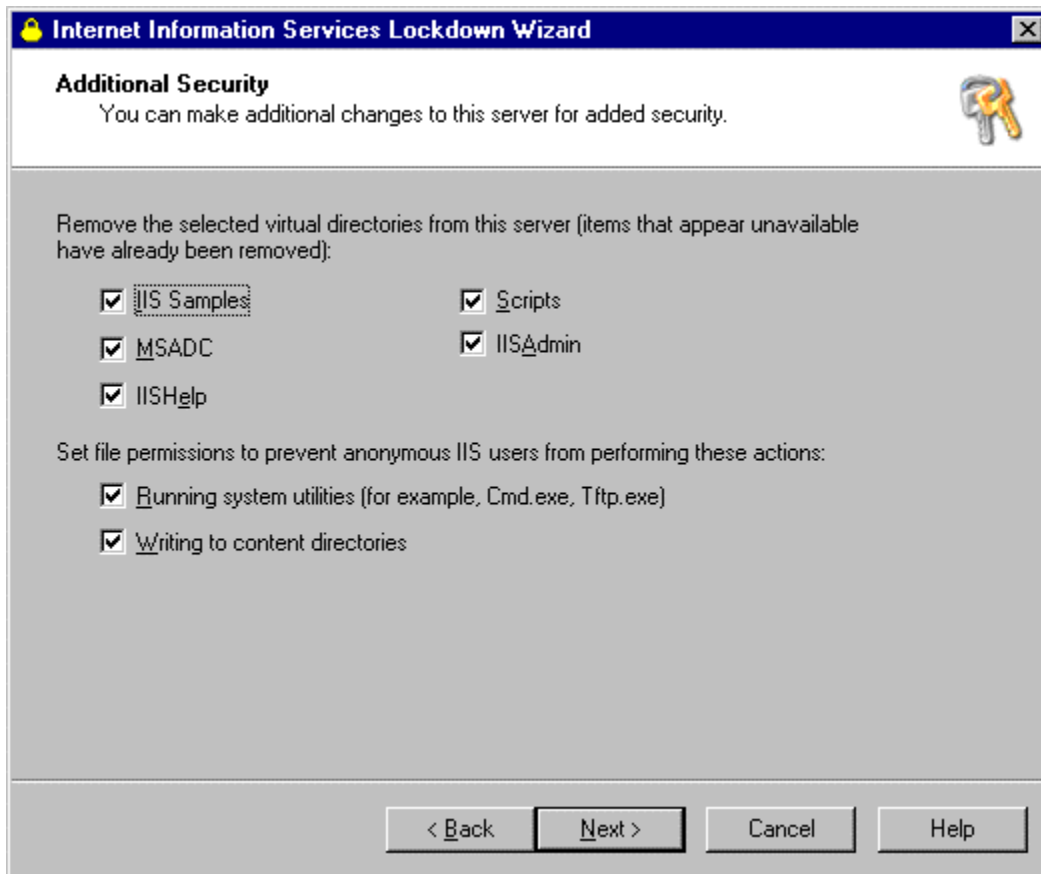 Internet Information Services Lockdown Wizard
Additional Security
You can make additional changes to this server for added security.
Remove the selected virtual directories from this server (items that appear unavailable
have already been removed):
IIS Samples
Scripts
MSADC
IISAdmin
IISHelp
Set file permissions to prevent anonymous IIS users from performing these actions:
Running system utilities (for example, Cmd.exe, Tftp.exe)
Writing to content directories
< Back
Next >
Cancel
Help